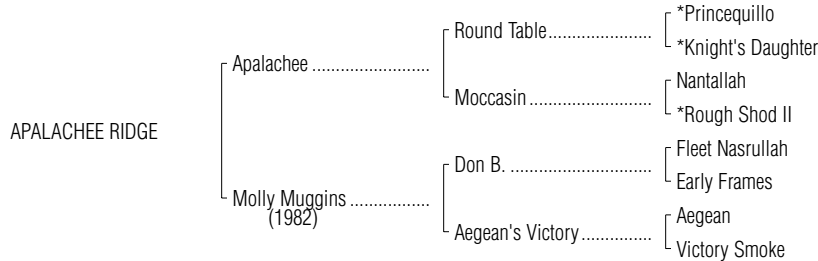 Round Table
*Princequillo
*Knight's Daughter
Apalachee
Moccasin
Nantallah
*Rough Shod II
APALACHEE RIDGE
Don B.
Fleet Nasrullah
Early Frames
Molly Muggins
(1982)
Aegean's Victory
Aegean
Victory Smoke